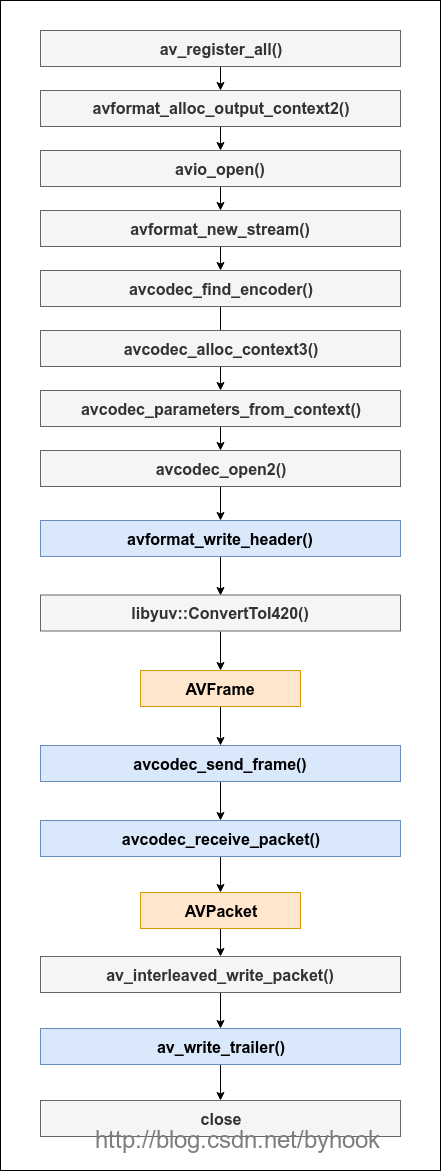 av_register_all()
avformat_alloc_output_context2()
avio_open()
avformat_new_stream()
avcodec_find_encoder()
avcodec_alloc_context3()
avcodec_parameters_from_context()
avcodec_open2()
avformat_write_header()
libyuv::ConvertToI420()
AVFrame
avcodec_send_frame()
avcodec_receive_packet()
AVPacket
av_interleaved_write_packet()
av_write_trailer()
close
http://blog.csdn.net/byhook